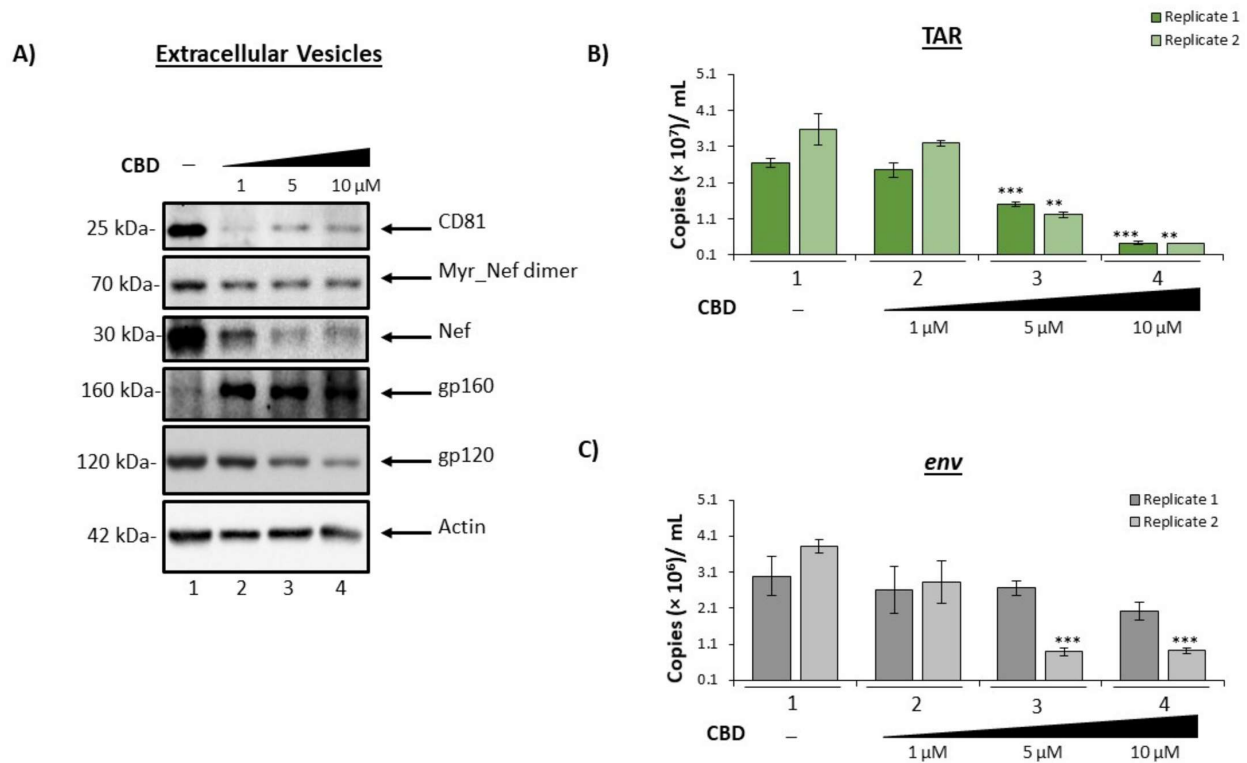 A)
Extracellular Vesicles
CBD
–
1 5 10 µM
25 kDa-
CD81
70 kDa-
Myr_Nef dimer
30 kDa-
Nef
160 kDa-
gp160
120 kDa-
gp120
42 kDa-
Actin
1 2 3 4
B)
TAR
Replicate 1
Replicate 2
Copies (× 10⁷)/ mL
5.1
4.1
3.1
2.1
1.1
0.1
*** **
*** **
1 2 3 4
CBD
– 1 µM 5 µM 10 µM
C)
env
Replicate 1
Replicate 2
Copies (× 10⁶)/ mL
5.1
4.1
3.1
2.1
1.1
0.1
*** ***
1 2 3 4
CBD
– 1 µM 5 µM 10 µM